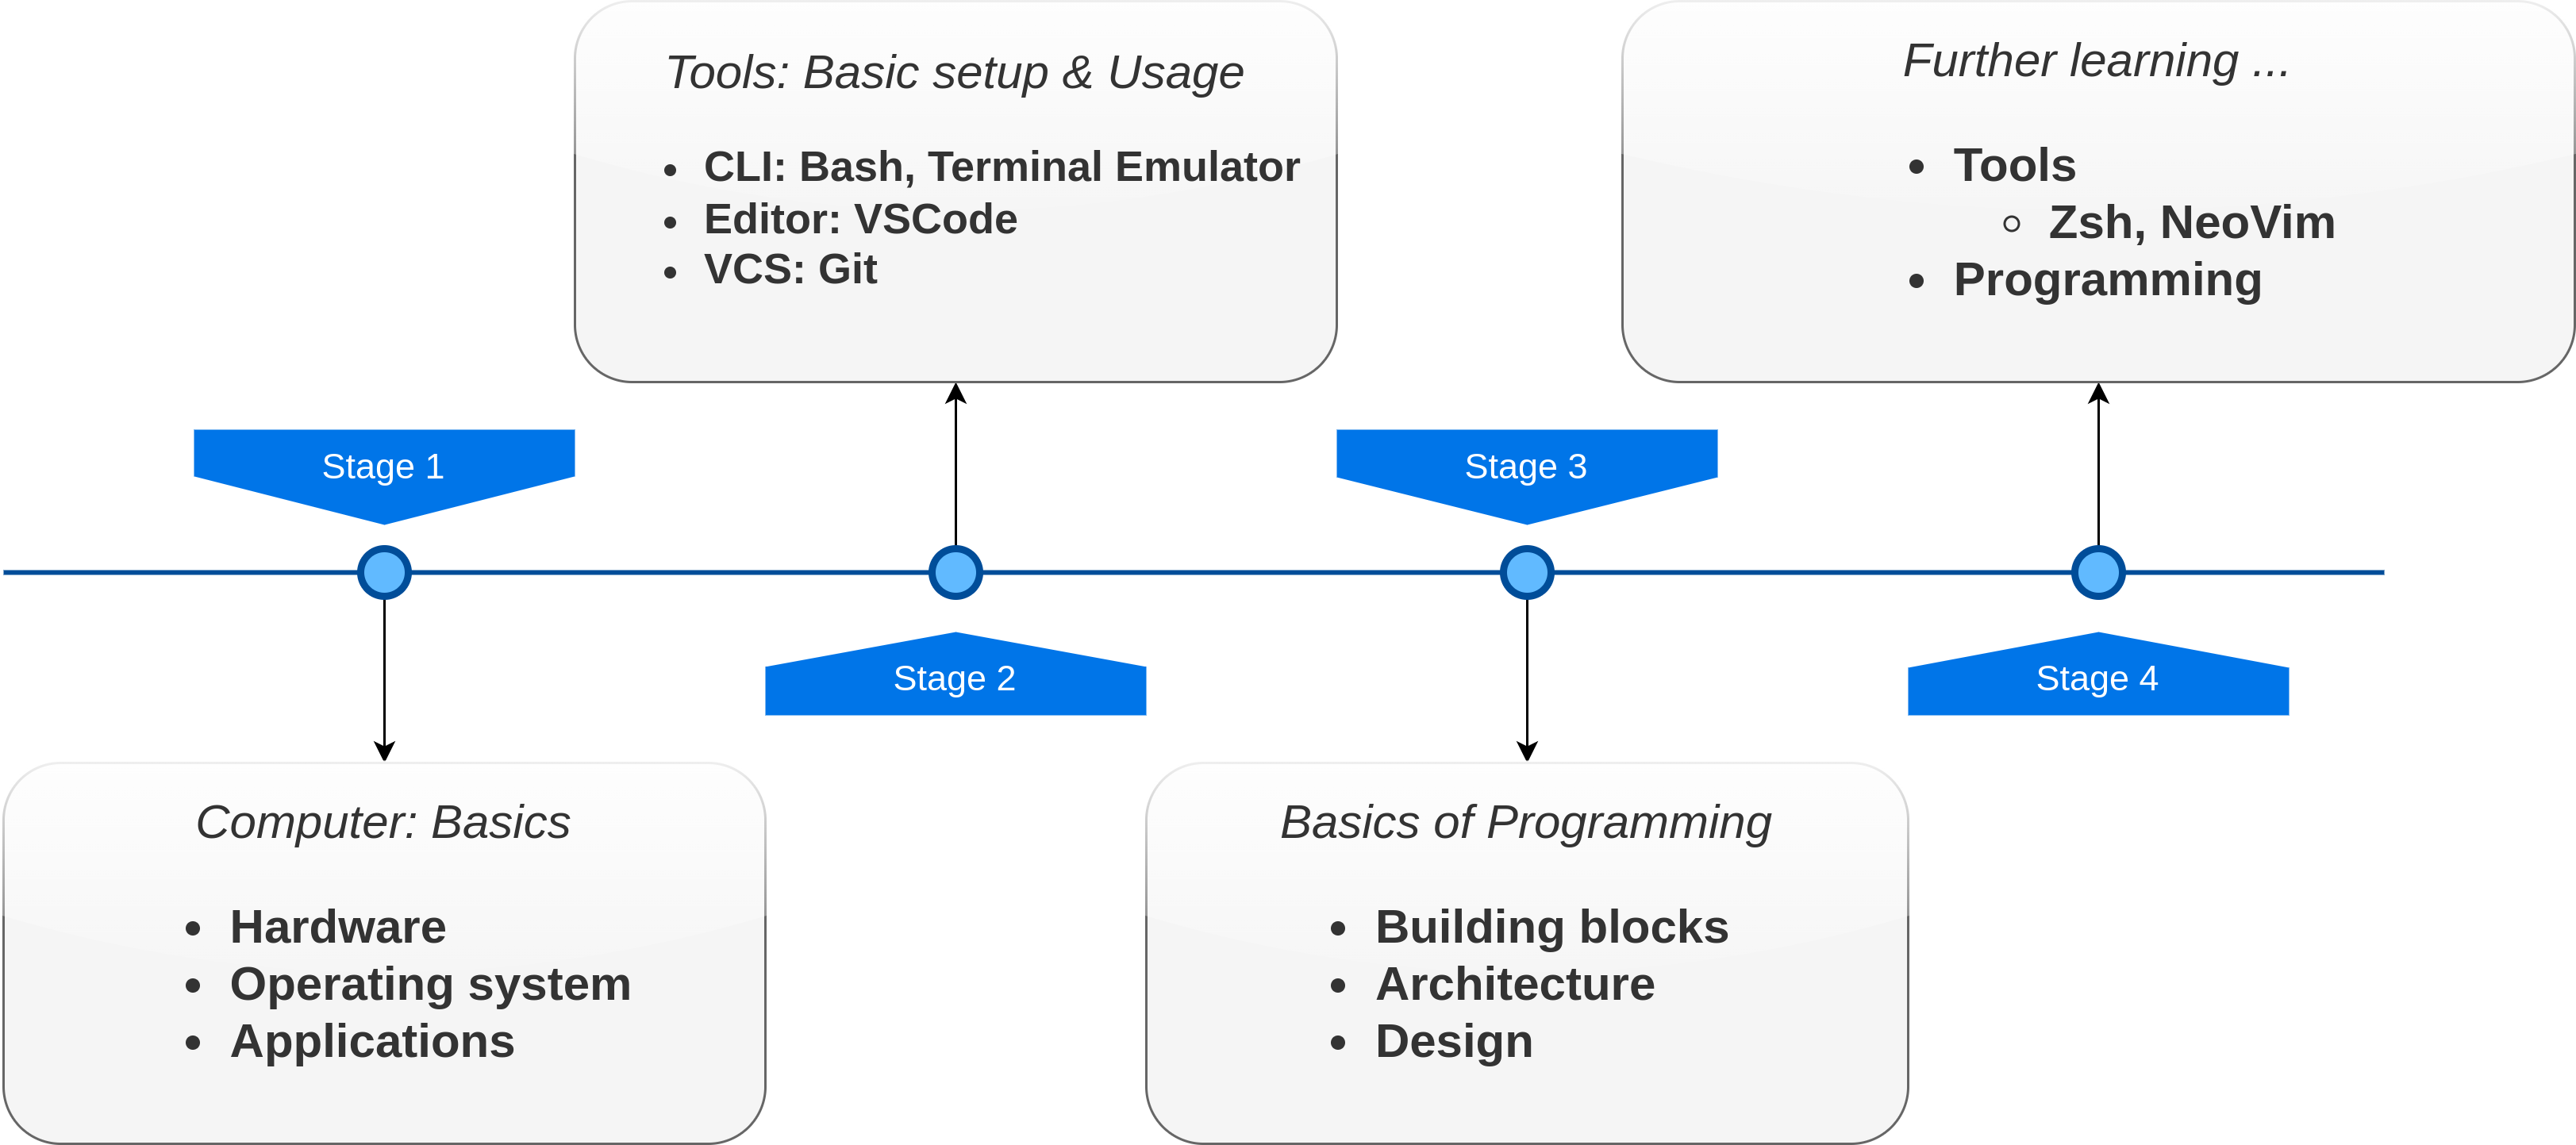 Tools: Basic setup & Usage
CLI: Bash, Terminal Emulator
Editor: VSCode
VCS: Git
Further learning ...
Tools
Zsh, NeoVim
Programming
Stage 1
Stage 3
Stage 2
Stage 4
Computer: Basics
Hardware
Operating system
Applications
Basics of Programming
Building blocks
Architecture
Design